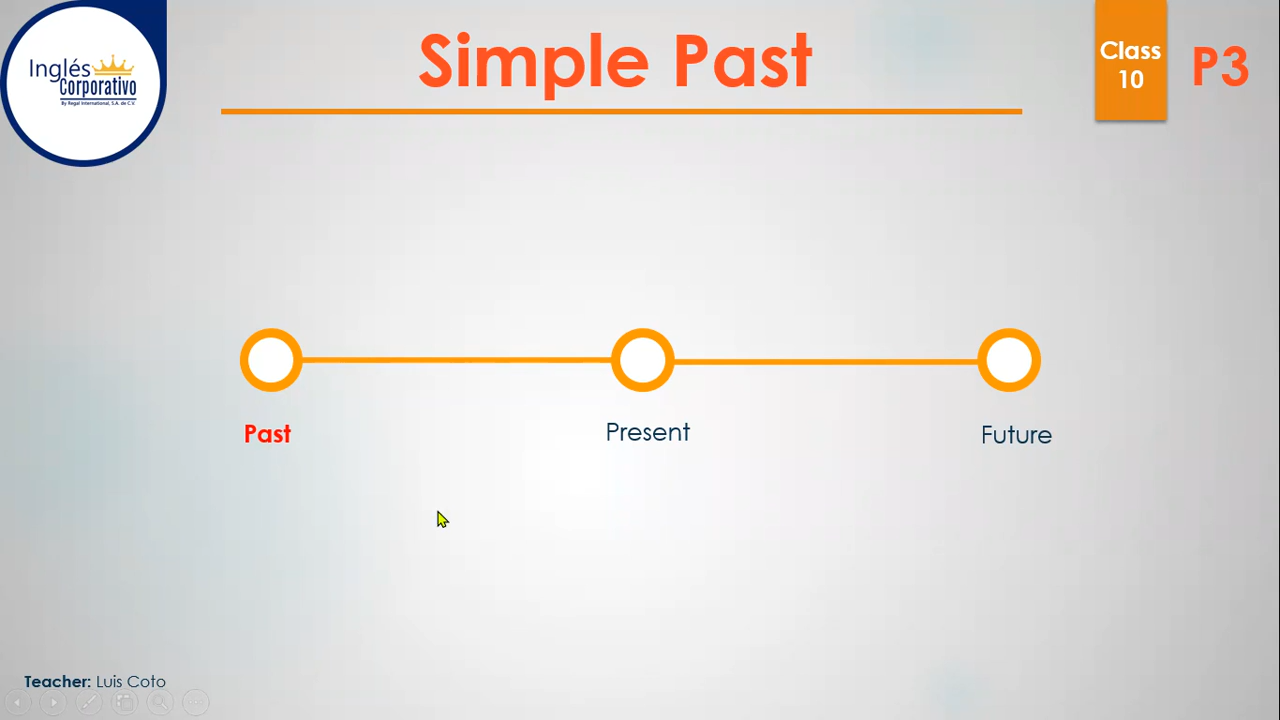 Inglés
Corporativo
By Regal International, S.A. de C.V.
Simple Past
Class
10
P3
Past
Present
Future
Teacher: Luis Coto